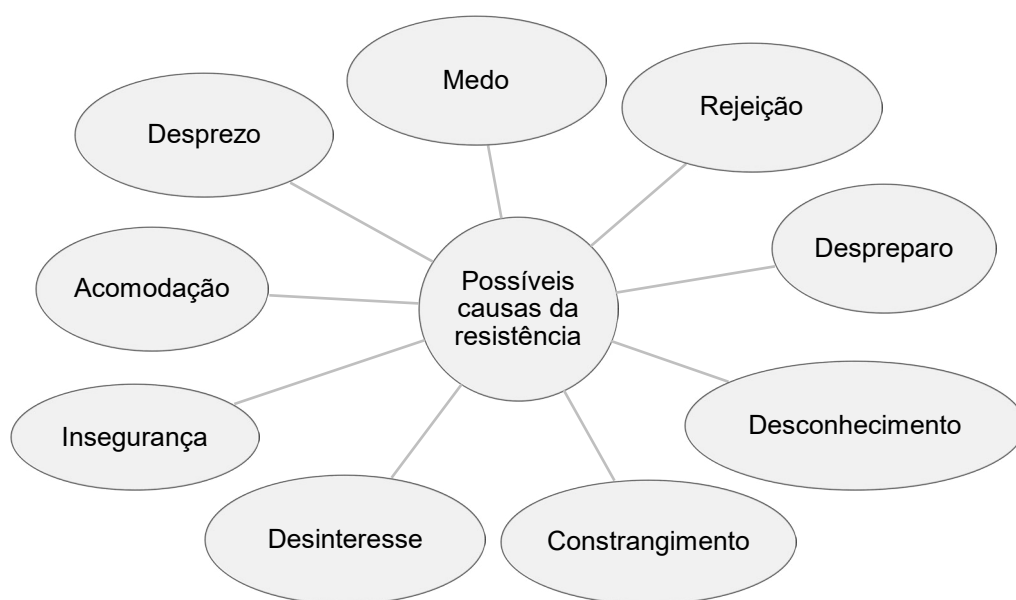 Medo
Rejeição
Desprezo
Despreparo
Acomodação
Possíveis
causas da
resistência
Desconhecimento
Insegurança
Desinteresse
Constrangimento